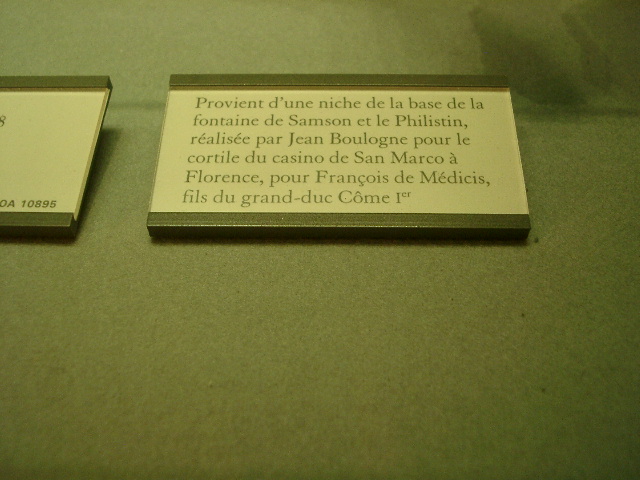 8
OA 10895
Provient d'une niche de la base de la
fontaine de Samson et le Philistin,
réalisée par Jean Boulogne pour le
cortile du casino de San Marco à
Florence, pour François de Médicis,
fils du grand-duc Côme Ier